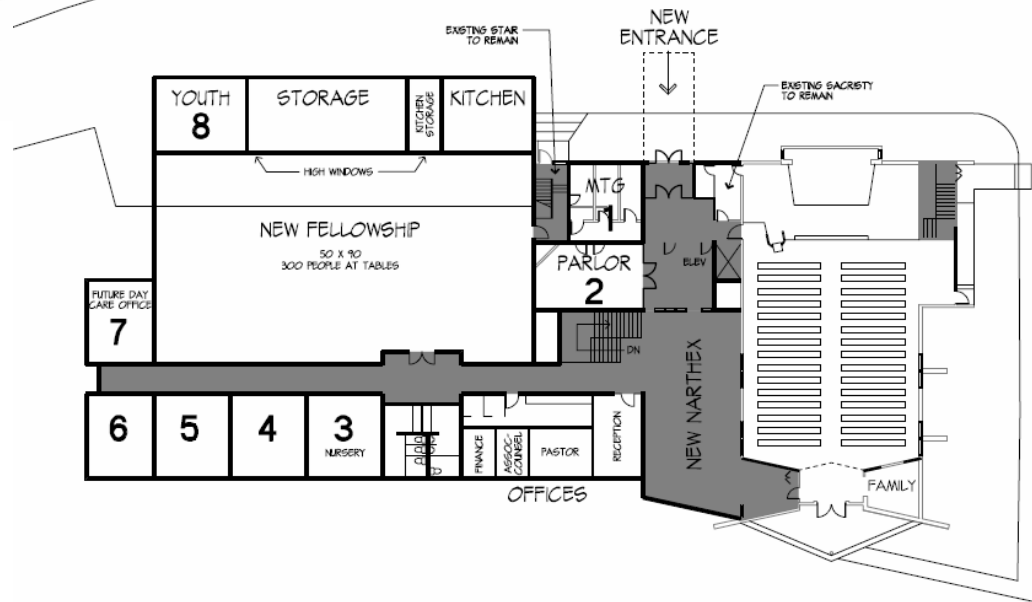 NEW
ENTRANCE
EXISTING STAIR
TO REMAIN
EXISTING SACRISTY
TO REMAIN
YOUTH
8
STORAGE
KITCHEN
STORAGE
KITCHEN
HIGH WINDOWS
MTG
1
NEW FELLOWSHIP
50 X 90
300 PEOPLE AT TABLES
PARLOR
2
ELEV
FUTURE DAY
CARE OFFICE
7
DN
NEW NARTHEX
6
5
4
3
NURSERY
FINANCE
ASSOC.
COUNSEL
PASTOR
RECEPTION
FAMILY
OFFICES